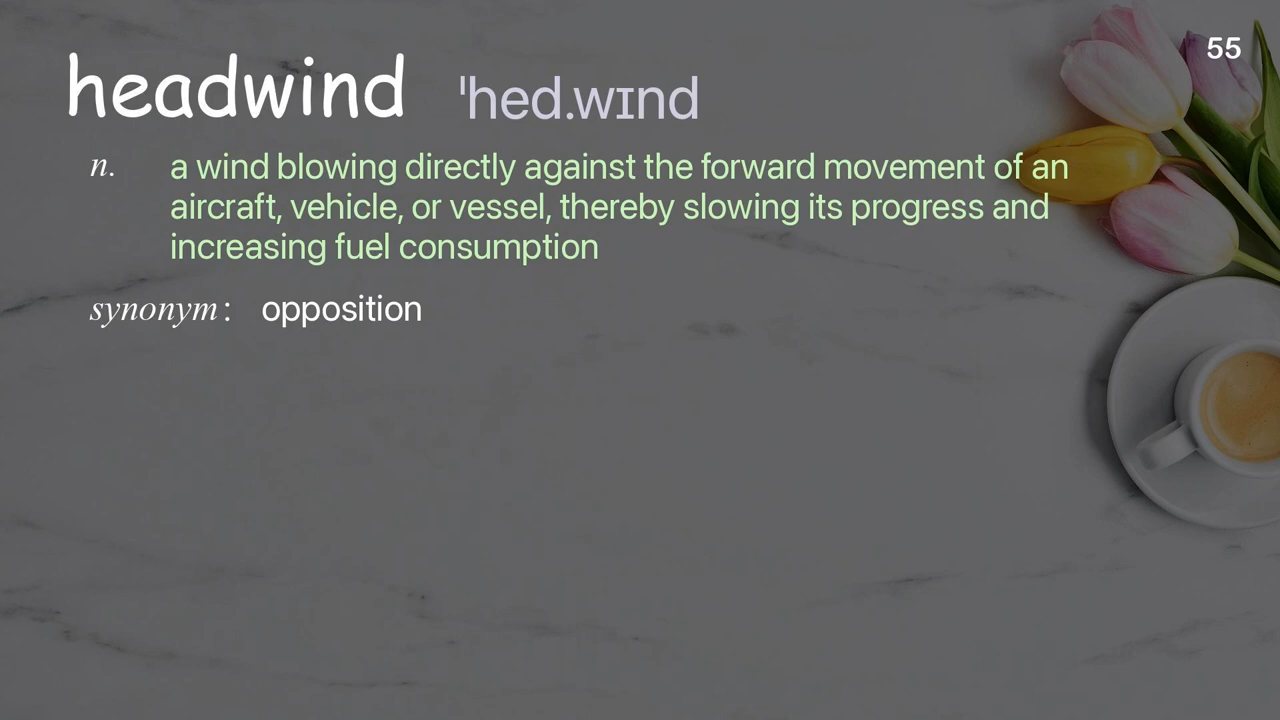 55
headwind ˈhed.wɪnd
n. a wind blowing directly against the forward movement of an
aircraft, vehicle, or vessel, thereby slowing its progress and
increasing fuel consumption
synonym: opposition